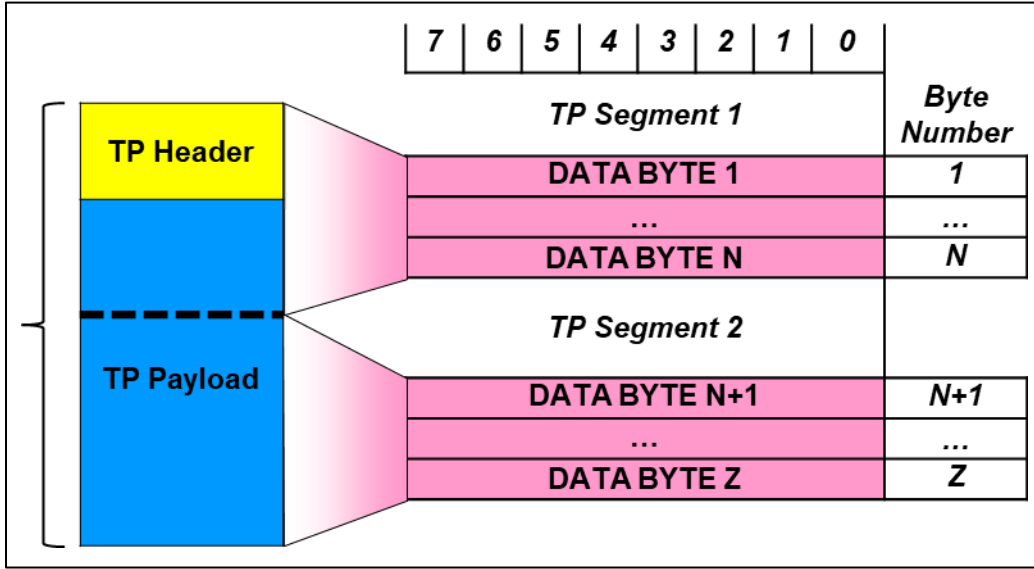 7 6 5 4 3 2 1 0
Byte
Number
TP Segment 1
TP Header
DATA BYTE 1 1
... ...
DATA BYTE N N
TP Segment 2
TP Payload
DATA BYTE N+1 N+1
... ...
DATA BYTE Z Z